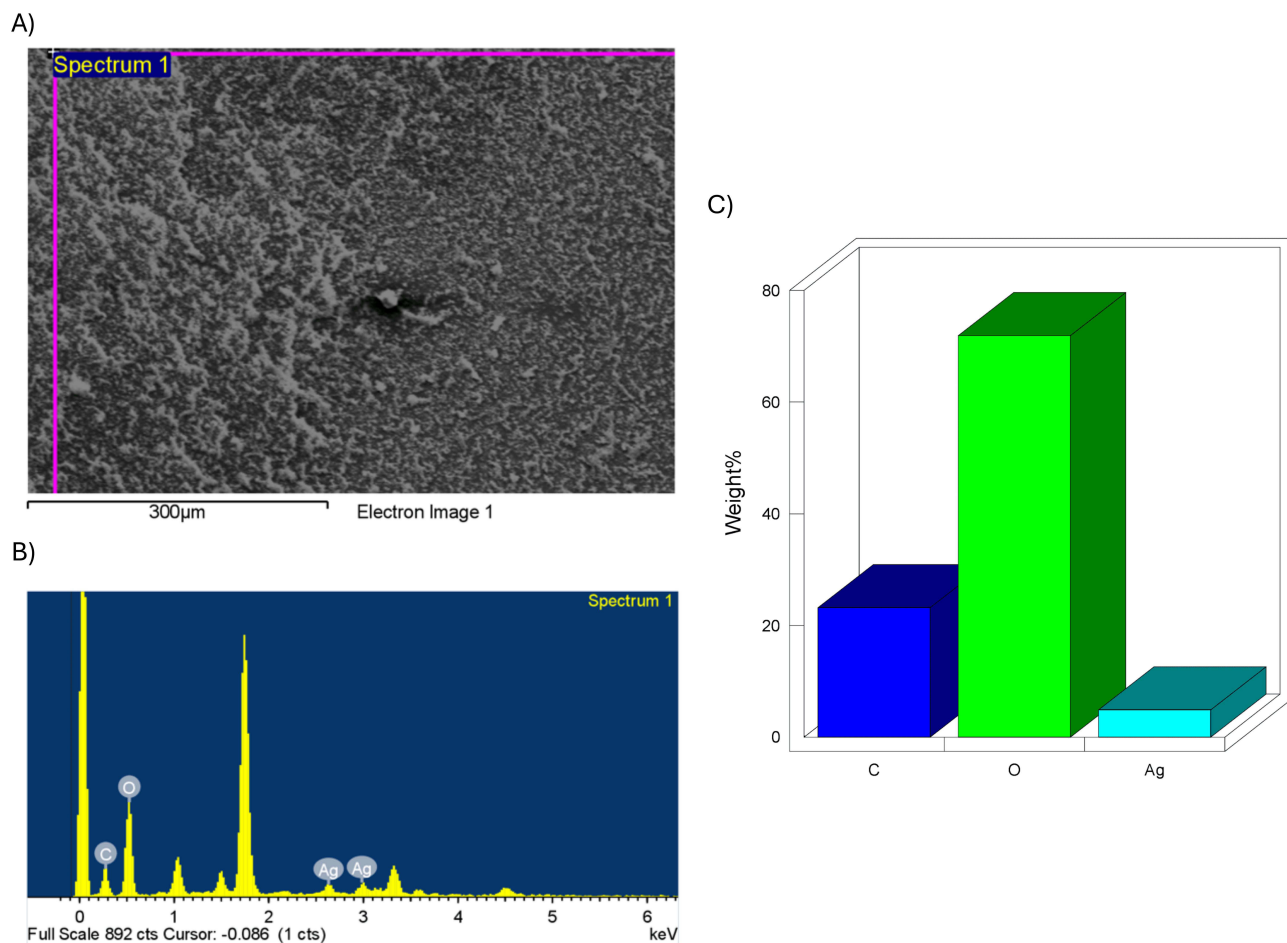 A)
Spectrum 1
300µm
Electron Image 1
B)
Spectrum 1
O
C
Ag
Ag
0 1 2 3 4 5 6
Full Scale 892 cts Cursor: -0.086 (1 cts)
keV
C)
80
60
40
20
0
Weight%
C
O
Ag